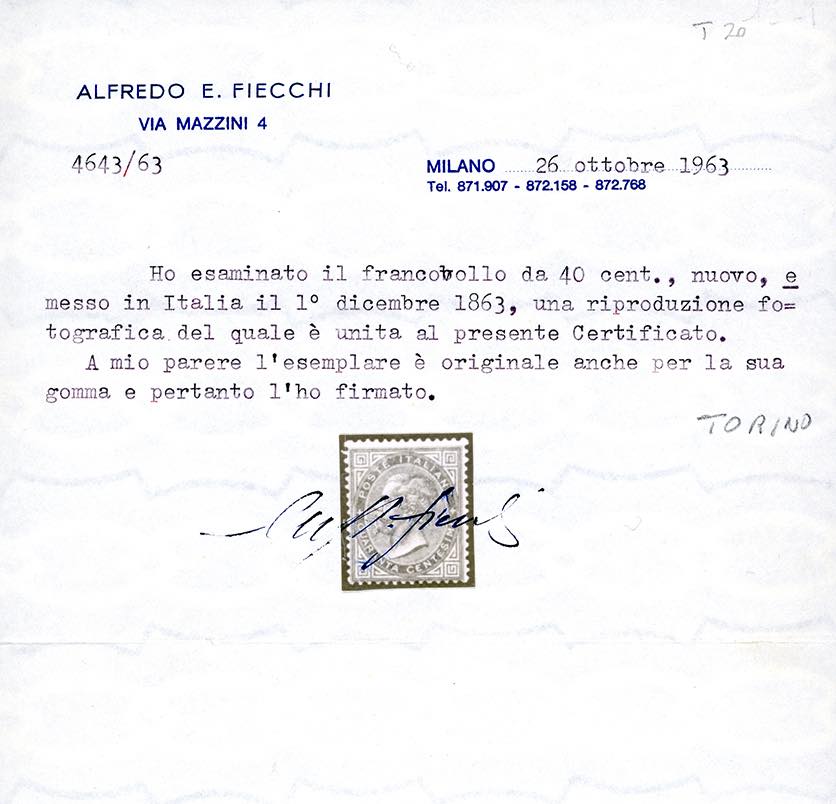 T 20
ALFREDO E. FIECCHI
VIA MAZZINI 4
4643/63
MILANO 26 ottobre 1963
Tel. 871.907 - 872.158 - 872.768
Ho esaminato il francobollo da 40 cent., nuovo, e
messo in Italia il 1° dicembre 1863, una riproduzione fo=
tografica del quale è unita al presente Certificato.
A mio parere l'esemplare è originale anche per la sua
gomma e pertanto l'ho firmato.
TORINO
POSTE ITALIANE
CENTESIMI